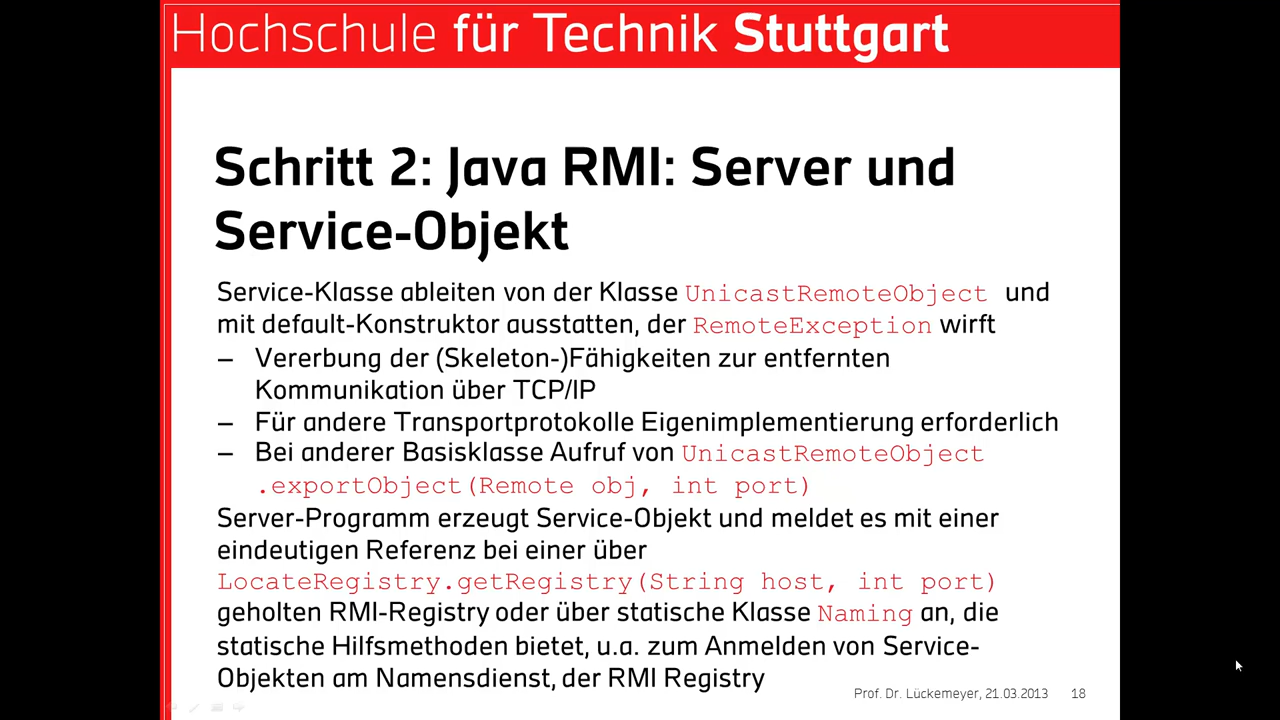 Hochschule für Technik Stuttgart
Schritt 2: Java RMI: Server und
Service-Objekt
Service-Klasse ableiten von der Klasse UnicastRemoteObject und
mit default-Konstruktor ausstatten, der RemoteException wirft
– Vererbung der (Skeleton-)Fähigkeiten zur entfernten
Kommunikation über TCP/IP
– Für andere Transportprotokolle Eigenimplementierung erforderlich
– Bei anderer Basisklasse Aufruf von UnicastRemoteObject
.exportObject(Remote obj, int port)
Server-Programm erzeugt Service-Objekt und meldet es mit einer
eindeutigen Referenz bei einer über
LocateRegistry.getRegistry(String host, int port)
geholten RMI-Registry oder über statische Klasse Naming an, die
statische Hilfsmethoden bietet, u.a. zum Anmelden von Service-
Objekten am Namensdienst, der RMI Registry
Prof. Dr. Lückemeyer, 21.03.2013 18